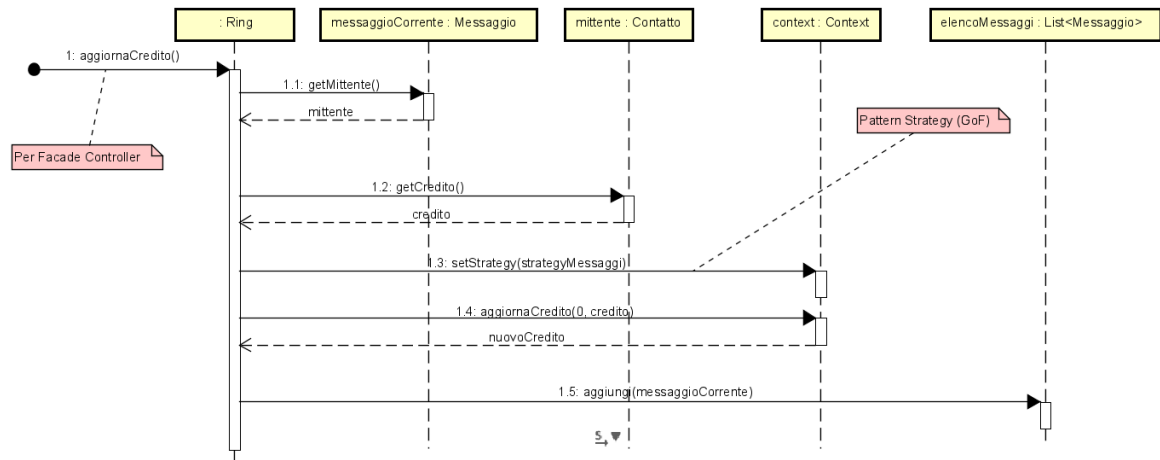 : Ring
messaggioCorrente : Messaggio
mittente : Contatto
context : Context
elencoMessaggi : List<Messaggio>
1: aggiornaCredito()
1.1: getMittente()
mittente
Pattern Strategy (GoF)
Per Facade Controller
1.2: getCredito()
credito
1.3: setStrategy(strategyMessaggi)
1.4: aggiornaCredito(0, credito)
nuovoCredito
1.5: aggiungi(messaggioCorrente)
S